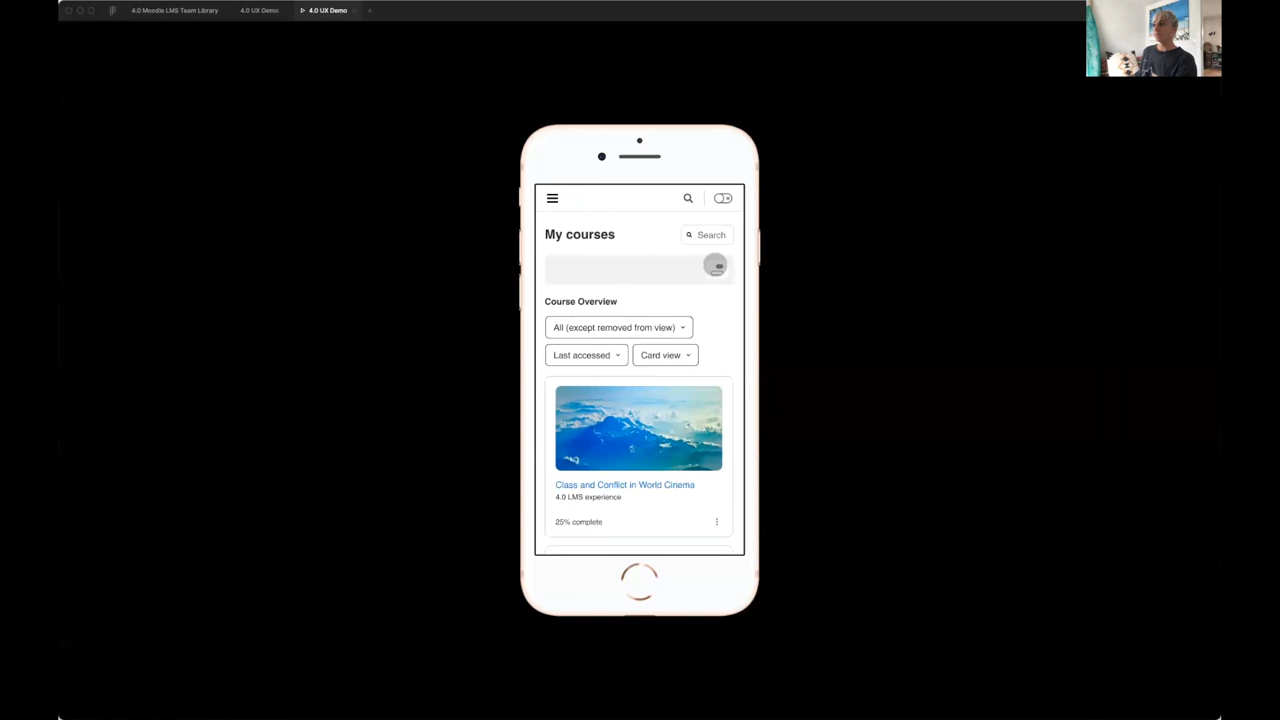 4.0 Moodle LMS Team Library 4.0 UX Demo 4.0 UX Demo
My courses Search
Course Overview
All (except removed from view)
Last accessed Card view
Class and Conflict in World Cinema
4.0 LMS experience
25% complete